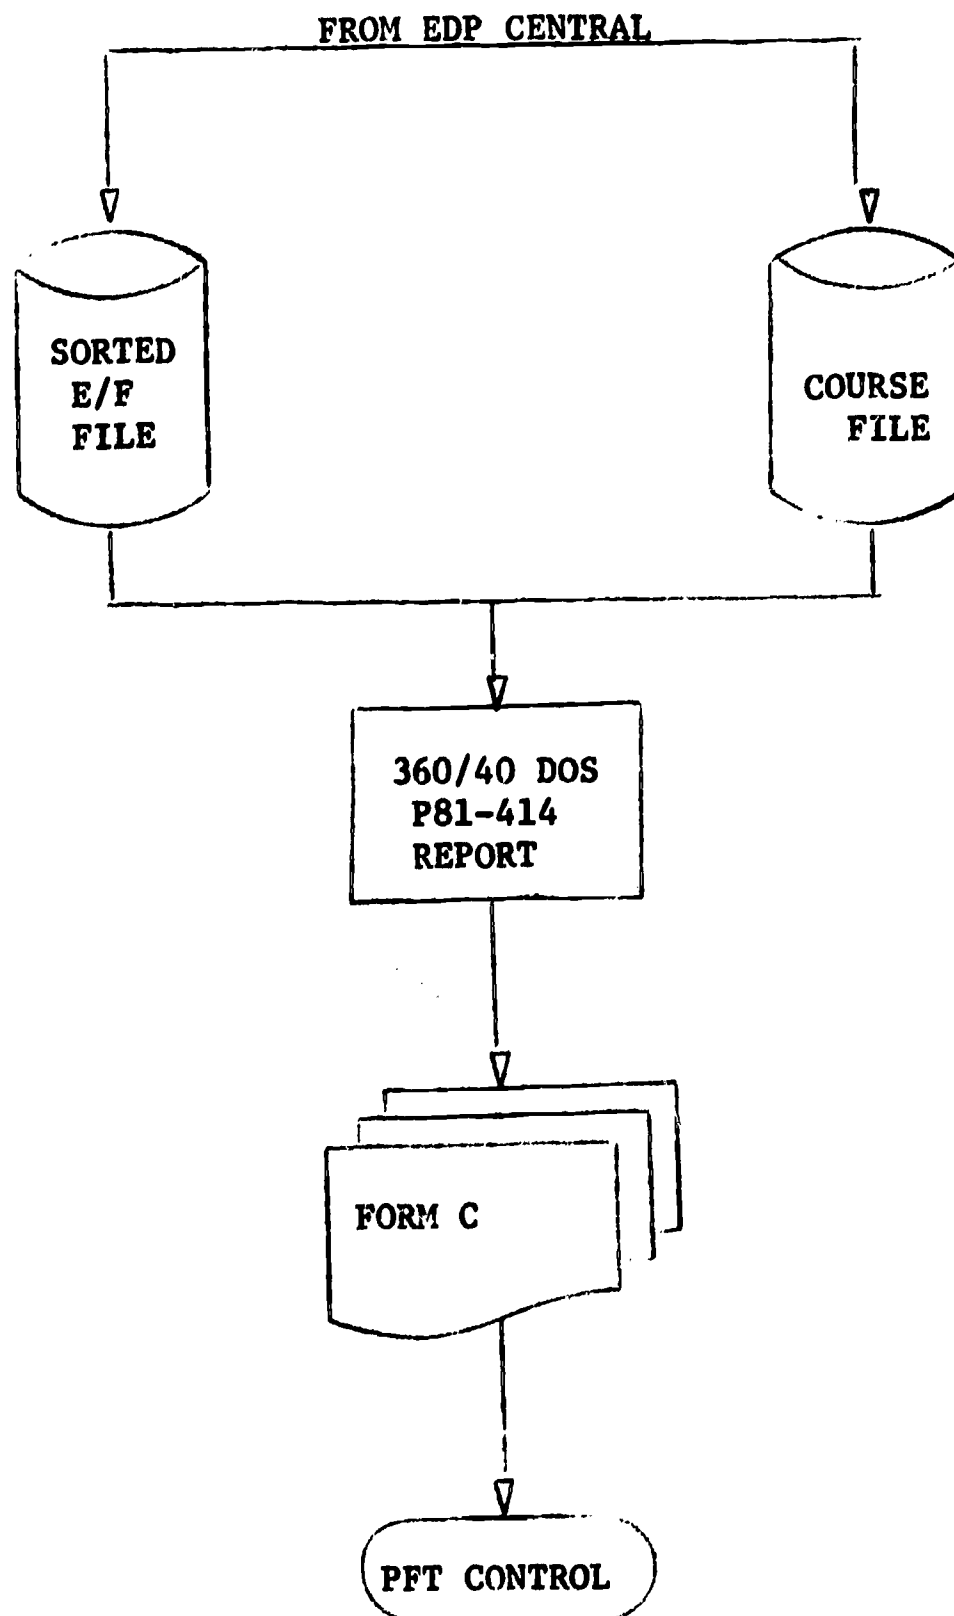 FROM EDP CENTRAL
SORTED
E/F
FILE
COURSE
FILE
360/40 DOS
P81-414
REPORT
FORM C
PFT CONTROL